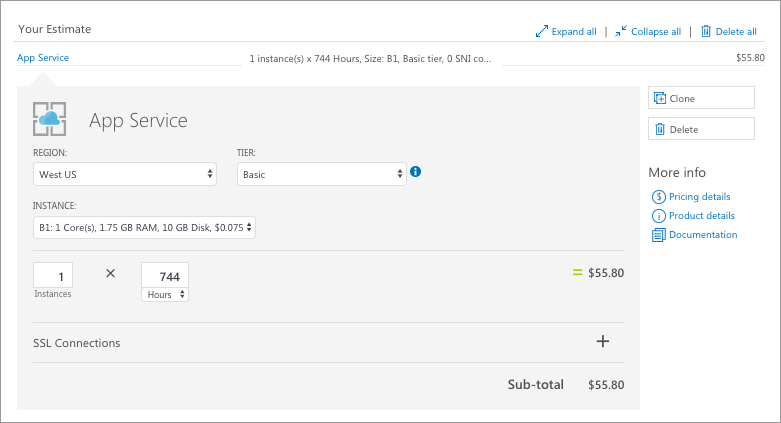 Your Estimate
Expand all | Collapse all | Delete all
App Service 1 instance(s) x 744 Hours, Size: B1, Basic tier, 0 SNI co... $55.80
App Service
Clone
Delete
REGION: TIER:
West US Basic
More info
Pricing details
Product details
Documentation
INSTANCE:
B1: 1 Core(s), 1.75 GB RAM, 10 GB Disk, $0.075
1 × 744 = $55.80
Instances Hours
SSL Connections +
Sub-total $55.80